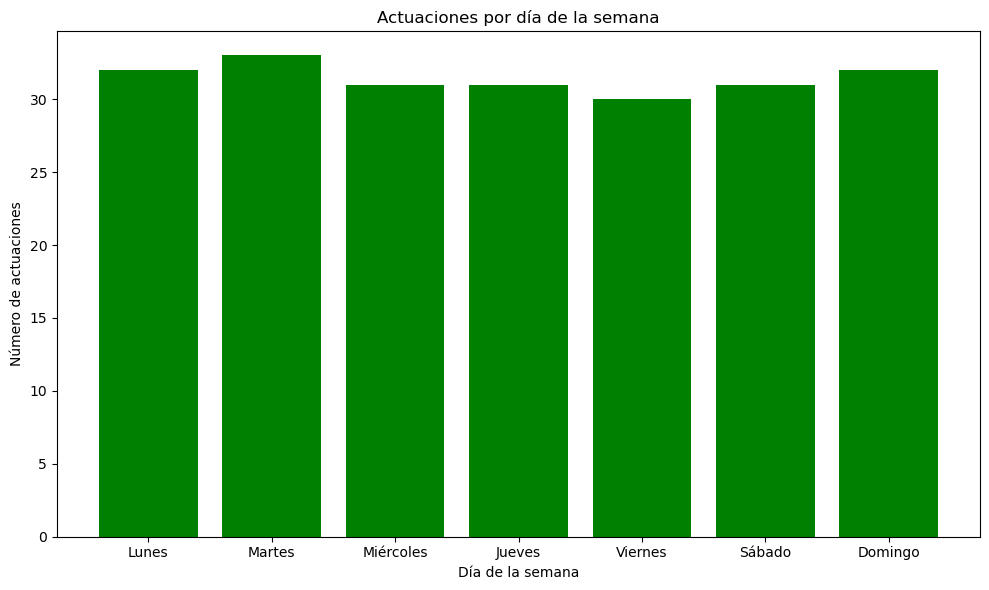 Actuaciones por día de la semana
Número de actuaciones
30
25
20
15
10
5
0
Lunes Martes Miércoles Jueves Viernes Sábado Domingo
Día de la semana